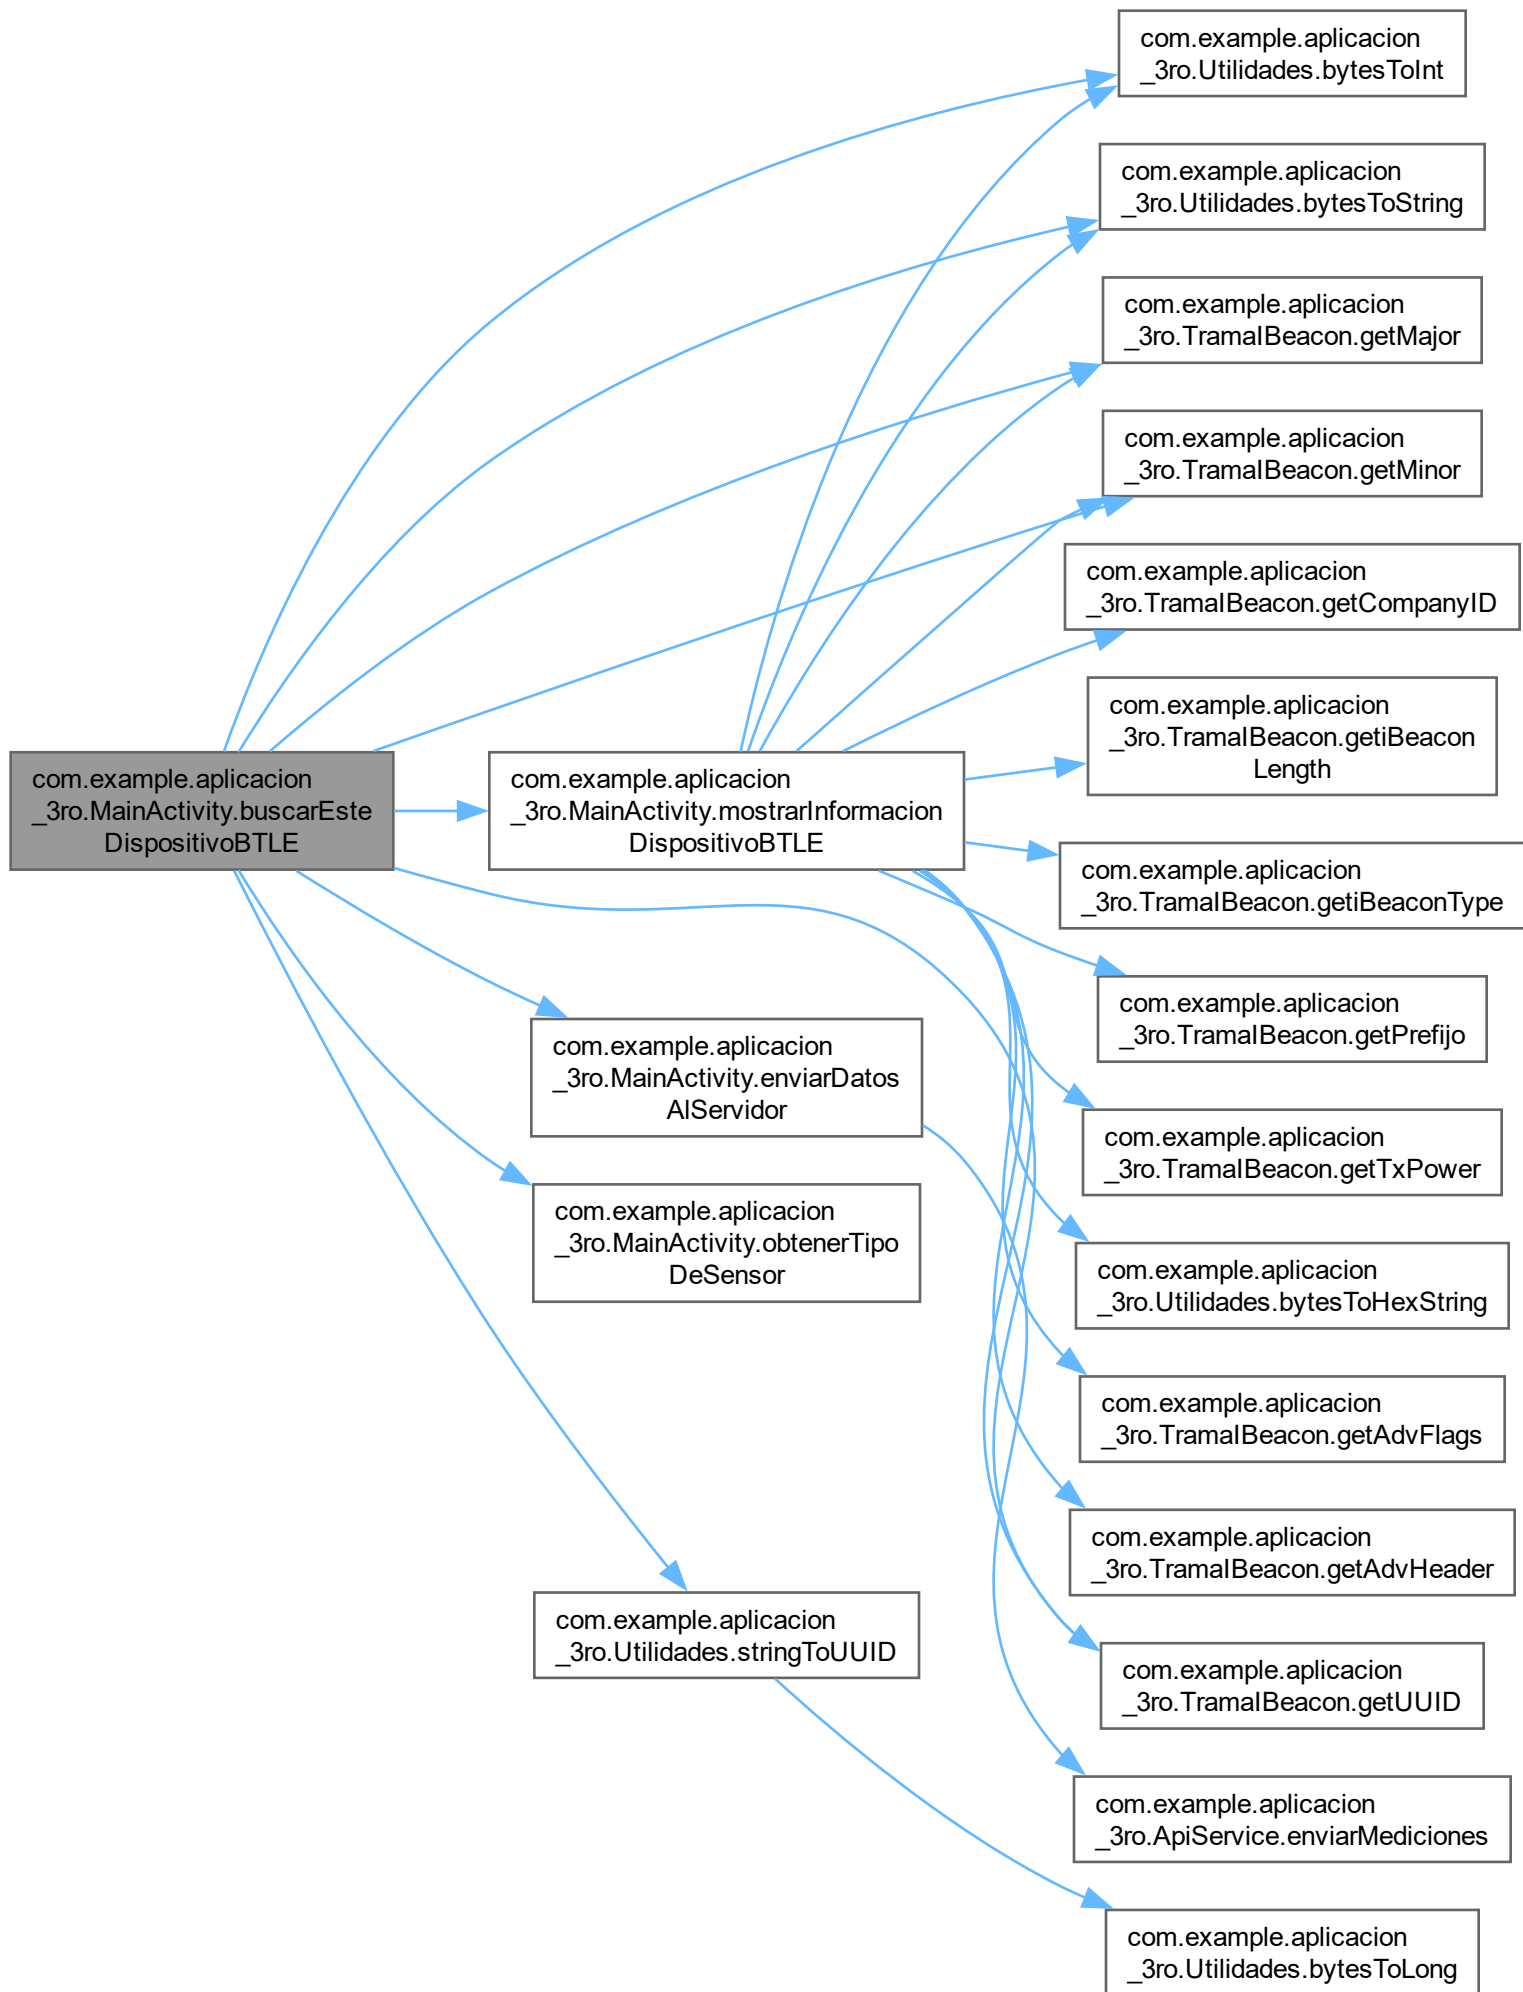 com.example.aplicacion
_3ro.MainActivity.buscarEste
DispositivoBTLE
com.example.aplicacion
_3ro.MainActivity.mostrarInformacion
DispositivoBTLE
com.example.aplicacion
_3ro.MainActivity.enviarDatos
AlServidor
com.example.aplicacion
_3ro.MainActivity.obtenerTipo
DeSensor
com.example.aplicacion
_3ro.Utilidades.stringToUUID
com.example.aplicacion
_3ro.Utilidades.bytesToInt
com.example.aplicacion
_3ro.Utilidades.bytesToString
com.example.aplicacion
_3ro.TramaIBeacon.getMajor
com.example.aplicacion
_3ro.TramaIBeacon.getMinor
com.example.aplicacion
_3ro.TramaIBeacon.getCompanyID
com.example.aplicacion
_3ro.TramaIBeacon.getiBeacon
Length
com.example.aplicacion
_3ro.TramaIBeacon.getiBeaconType
com.example.aplicacion
_3ro.TramaIBeacon.getPrefijo
com.example.aplicacion
_3ro.TramaIBeacon.getTxPower
com.example.aplicacion
_3ro.Utilidades.bytesToHexString
com.example.aplicacion
_3ro.TramaIBeacon.getAdvFlags
com.example.aplicacion
_3ro.TramaIBeacon.getAdvHeader
com.example.aplicacion
_3ro.TramaIBeacon.getUUID
com.example.aplicacion
_3ro.ApiService.enviarMediciones
com.example.aplicacion
_3ro.Utilidades.bytesToLong